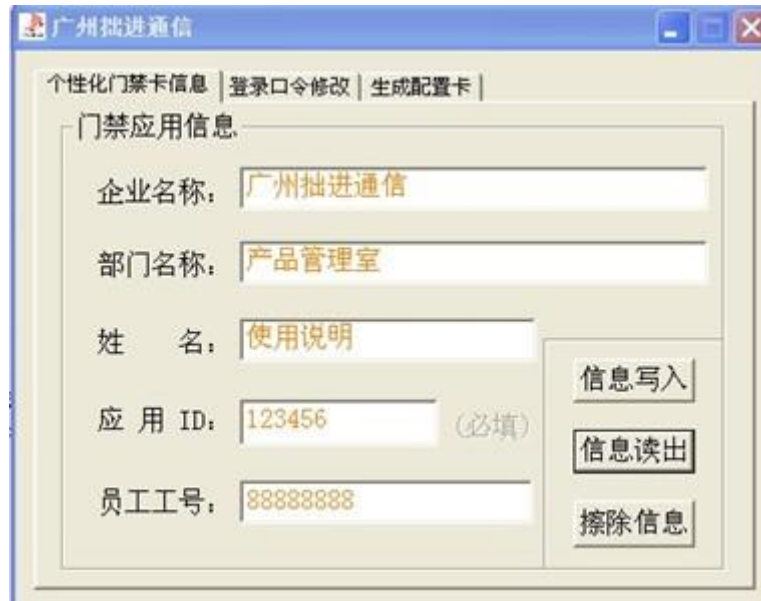 广州拙进通信
个性化门禁卡信息 登录口令修改 生成配置卡
门禁应用信息
企业名称: 广州拙进通信
部门名称: 产品管理室
姓 名: 使用说明
应 用 ID: 123456 (必填)
员工工号: 88888888
信息写入
信息读出
擦除信息